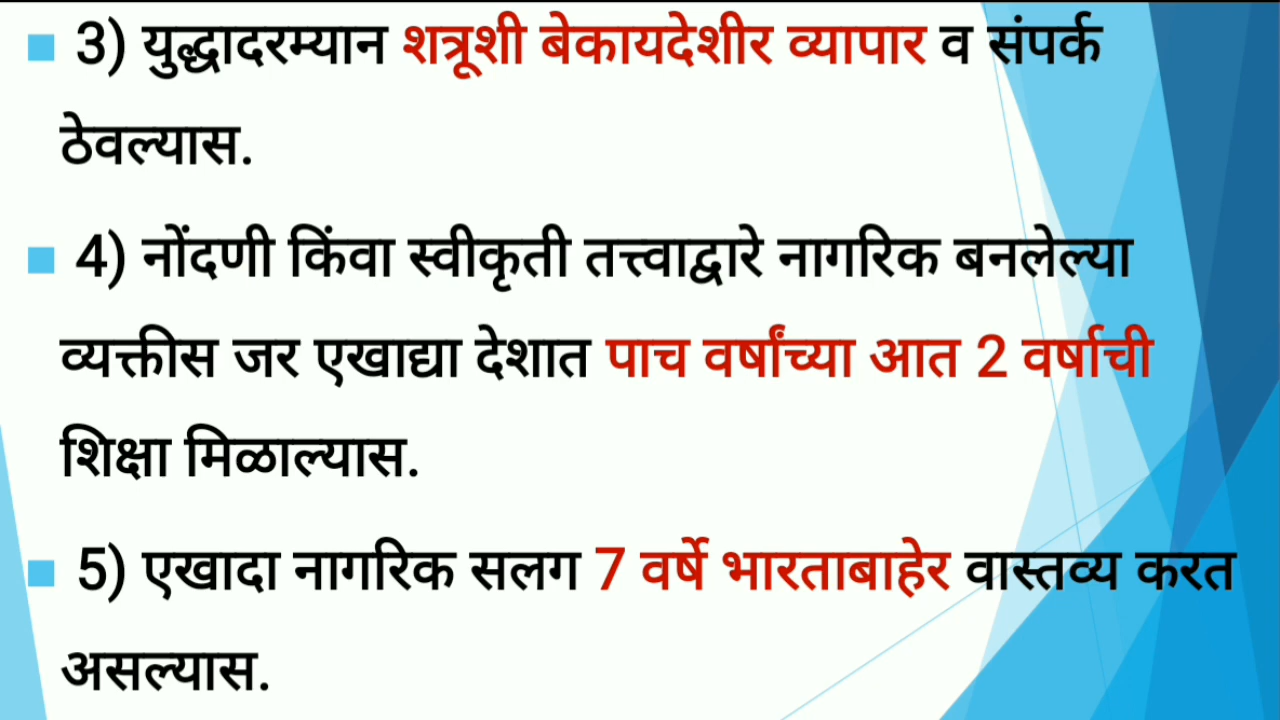 3) युद्धादरम्यान शत्रूशी बेकायदेशीर व्यापार व संपर्क
ठेवल्यास.
4) नोंदणी किंवा स्वीकृती तत्त्वाद्वारे नागरिक बनलेल्या
व्यक्तीस जर एखाद्या देशात पाच वर्षांच्या आत 2 वर्षाची
शिक्षा मिळाल्यास.
5) एखादा नागरिक सलग 7 वर्षे भारताबाहेर वास्तव्य करत
असल्यास.